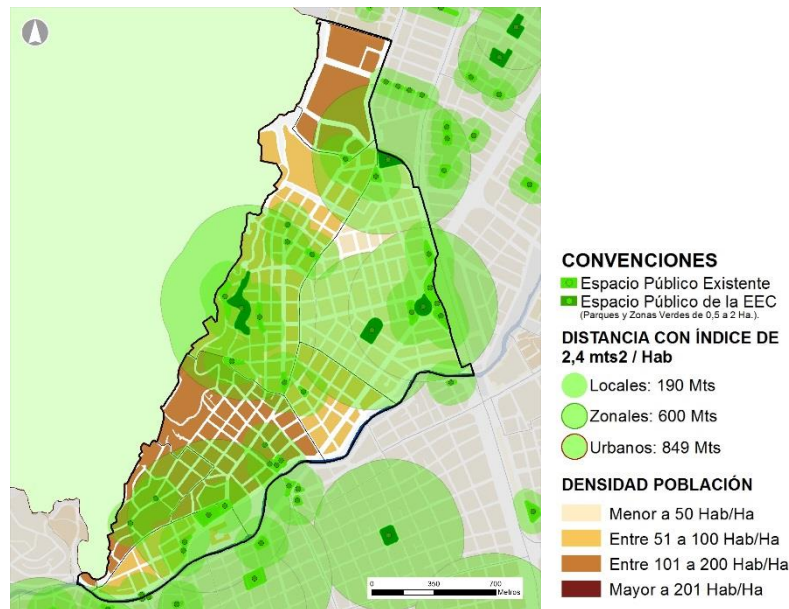 CONVENCIONES
Espacio Público Existente
Espacio Público de la EEC
(Parques y Zonas Verdes de 0,5 a 2 Ha.).
DISTANCIA CON ÍNDICE DE
2,4 mts2 / Hab
Locales: 190 Mts
Zonales: 600 Mts
Urbanos: 849 Mts
DENSIDAD POBLACIÓN
Menor a 50 Hab/Ha
Entre 51 a 100 Hab/Ha
Entre 101 a 200 Hab/Ha
Mayor a 201 Hab/Ha
0 350 700
Metros